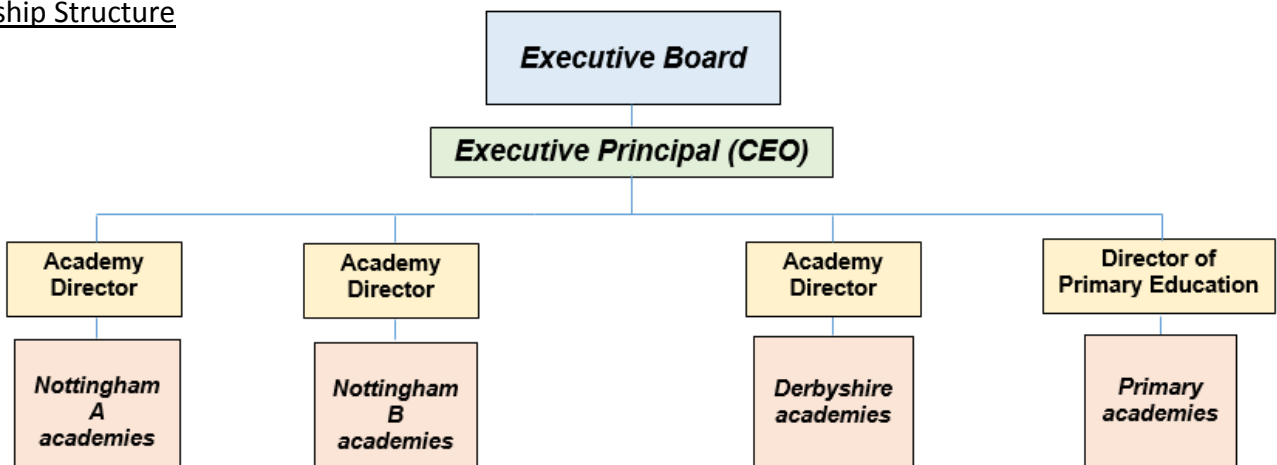 ship Structure
Executive Board
Executive Principal (CEO)
Academy
Director
Academy
Director
Academy
Director
Director of
Primary Education
Nottingham
A
academies
Nottingham
B
academies
Derbyshire
academies
Primary
academies